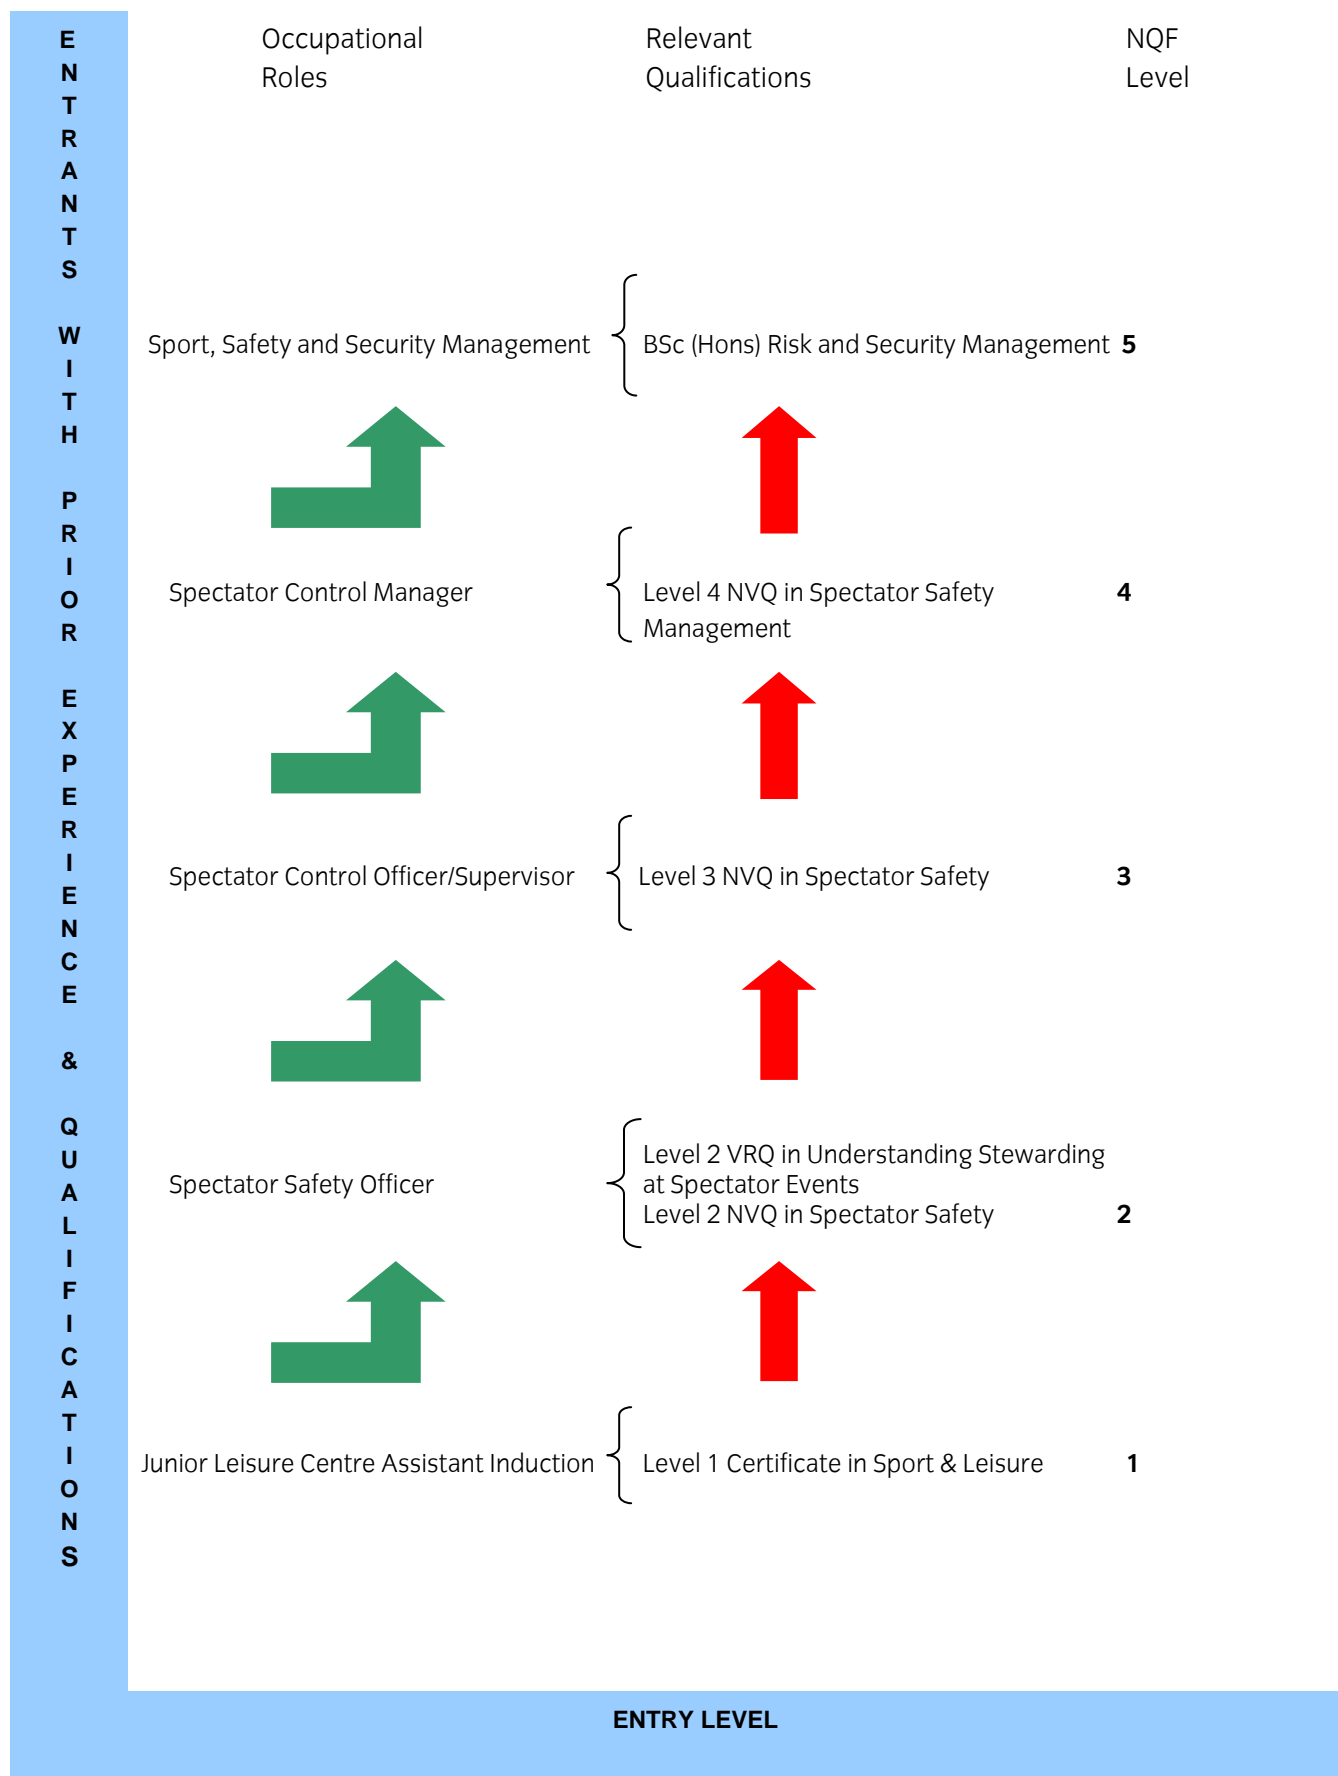 ENTRANTS WITH PRIOR EXPERIENCE & QUALIFICATIONS
Occupational
Roles
Relevant
Qualifications
NQF
Level
Sport, Safety and Security Management
BSc (Hons) Risk and Security Management
5
Spectator Control Manager
Level 4 NVQ in Spectator Safety
Management
4
Spectator Control Officer/Supervisor
Level 3 NVQ in Spectator Safety
3
Spectator Safety Officer
Level 2 VRQ in Understanding Stewarding
at Spectator Events
Level 2 NVQ in Spectator Safety
2
Junior Leisure Centre Assistant Induction
Level 1 Certificate in Sport & Leisure
1
ENTRY LEVEL